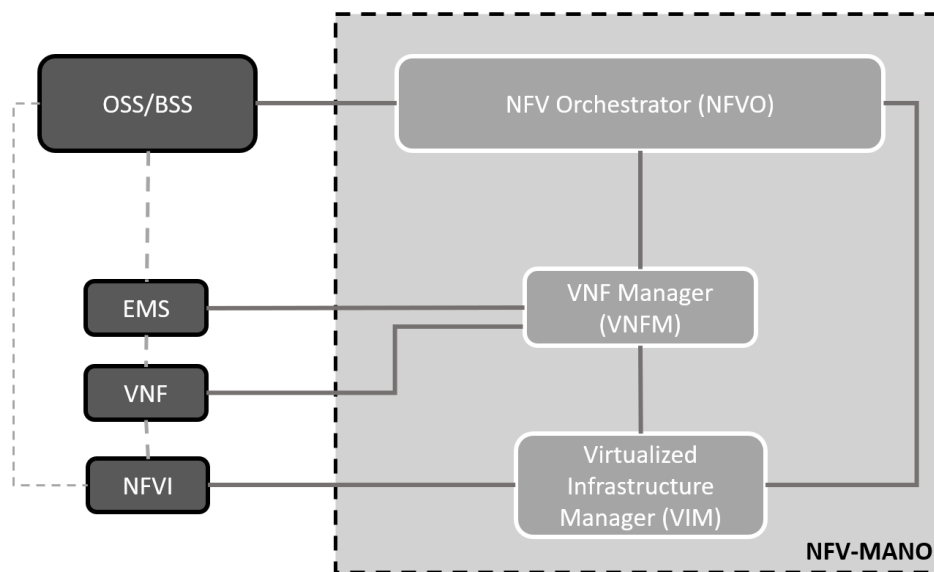 OSS/BSS
NFV Orchestrator (NFVO)
EMS
VNF Manager
(VNFM)
VNF
NFVI
Virtualized
Infrastructure
Manager (VIM)
NFV-MANO